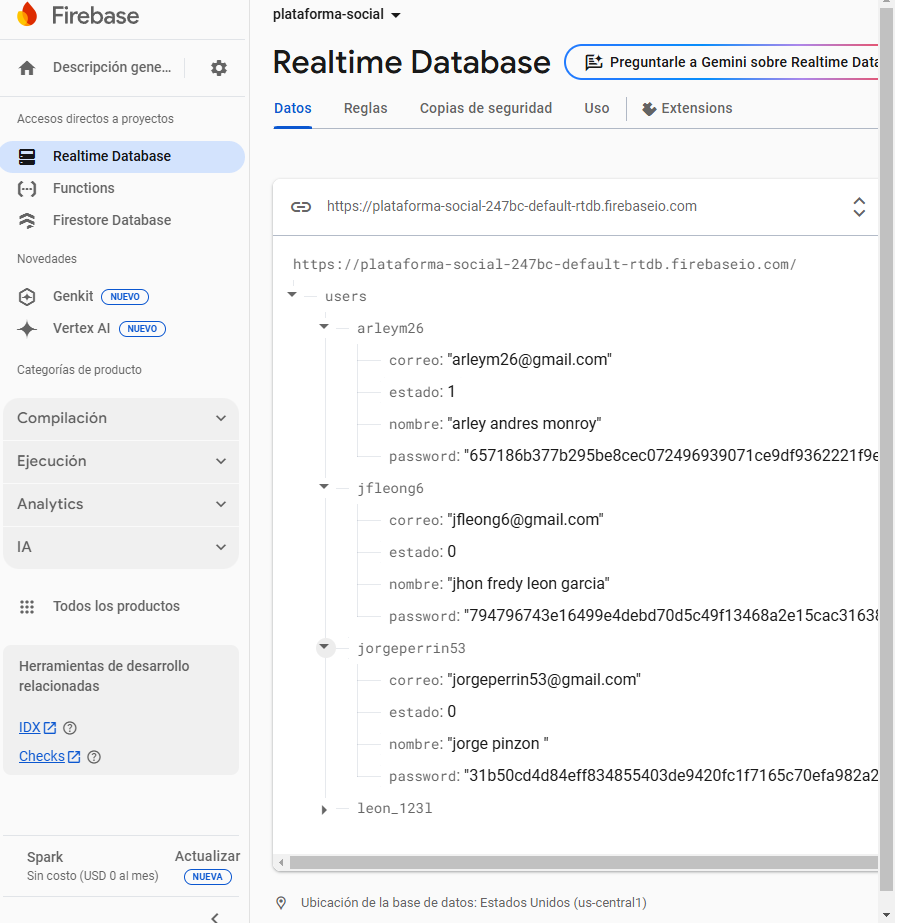 Firebase
Descripción gene...
Accesos directos a proyectos
Realtime Database
Functions
Firestore Database
Novedades
Genkit NUEVO
Vertex AI NUEVO
Categorías de producto
Compilación
Ejecución
Analytics
IA
Todos los productos
Herramientas de desarrollo
relacionadas
IDX
Checks
Spark
Sin costo (USD 0 al mes)
Actualizar
NUEVA
plataforma-social
Realtime Database
Preguntarle a Gemini sobre Realtime Data
Datos Reglas Copias de seguridad Uso Extensions
https://plataforma-social-247bc-default-rtdb.firebaseio.com
https://plataforma-social-247bc-default-rtdb.firebaseio.com/
users
arleym26
correo: "arleym26@gmail.com"
estado: 1
nombre: "arley andres monroy"
password: "657186b377b295be8cec072496939071ce9df9362221f9e
jfleong6
correo: "jfleong6@gmail.com"
estado: 0
nombre: "jhon fredy leon garcia"
password: "794796743e16499e4debd70d5c49f13468a2e15cac31638
jorgeperrin53
correo: "jorgeperrin53@gmail.com"
estado: 0
nombre: "jorge pinzon "
password: "31b50cd4d84eff834855403de9420fc1f7165c70efa982a2
leon_123l
Ubicación de la base de datos: Estados Unidos (us-central1)